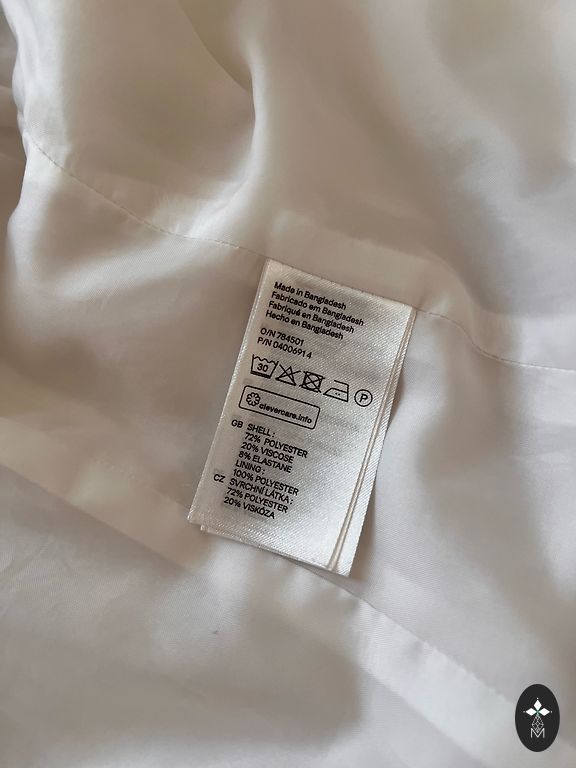 Made in Bangladesh
Fabricado em Bangladesh
Fabriqué en Bangladesh
Hecho en Bangladesh
O/N 784501
P/N 04006914
30
P
clevercare.info
GB SHELL:
72% POLYESTER
20% VISCOSE
8% ELASTANE
LINING:
100% POLYESTER
CZ SVRCHNÍ LÁTKA:
72% POLYESTER
20% VISKÓZA
M